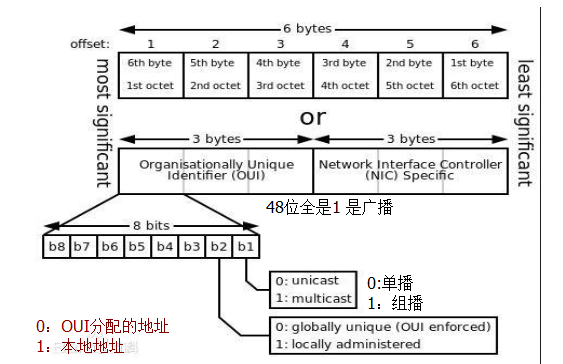 6 bytes
offset: 1 2 3 4 5 6
most significant
6th byte 5th byte 4th byte 3rd byte 2nd byte 1st byte
1st octet 2nd octet 3rd octet 4th octet 5th octet 6th octet
least significant
or
3 bytes 3 bytes
Organisationally Unique
Identifier (OUI)
Network Interface Controller
(NIC) Specific
48位全是1 是广播
8 bits
b8 b7 b6 b5 b4 b3 b2 b1
0: unicast
1: multicast
0:单播
1：组播
0: globally unique (OUI enforced)
1: locally administered
0：OUI分配的地址
1：本地地址